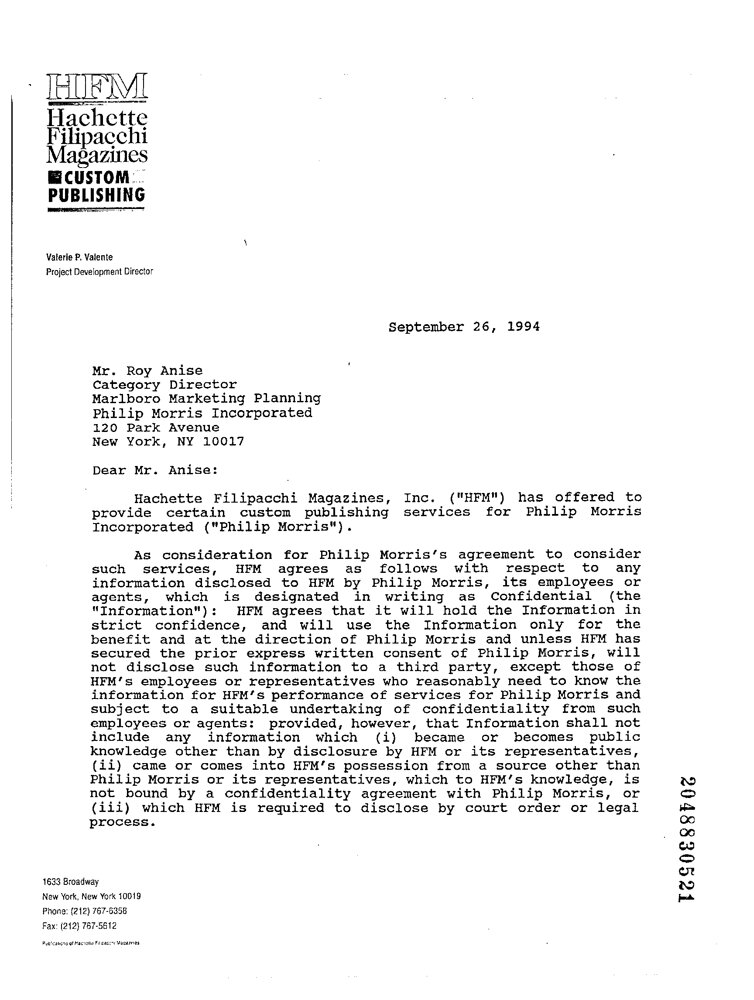 HFM
Hachette
Filipacchi
Magazines
CUSTOM
PUBLISHING
Valerie P. Valente
Project Development Director
September 26, 1994
Mr. Roy Anise
Category Director
Marlboro Marketing Planning
Philip Morris Incorporated
120 Park Avenue
New York, NY 10017
Dear Mr. Anise:
Hachette Filipacchi Magazines, Inc. ("HFM") has offered to
provide certain custom publishing services for Philip Morris
Incorporated ("Philip Morris").
As consideration for Philip Morris's agreement to consider
such services, HFM agrees as follows with respect to any
information disclosed to HFM by Philip Morris, its employees or
agents, which is designated in writing as Confidential (the
"Information"): HFM agrees that it will hold the Information in
strict confidence, and will use the Information only for the
benefit and at the direction of Philip Morris and unless HFM has
secured the prior express written consent of Philip Morris, will
not disclose such information to a third party, except those of
HFM's employees or representatives who reasonably need to know the
information for HFM's performance of services for Philip Morris and
subject to a suitable undertaking of confidentiality from such
employees or agents: provided, however, that Information shall not
include any information which (i) became or becomes public
knowledge other than by disclosure by HFM or its representatives,
(ii) came or comes into HFM's possession from a source other than
Philip Morris or its representatives, which to HFM's knowledge, is
not bound by a confidentiality agreement with Philip Morris, or
(iii) which HFM is required to disclose by court order or legal
process.
2048830521
1633 Broadway
New York, New York 10019
Phone: (212) 767-6358
Fax: (212) 767-5612
Publications of Hachette Filipacchi Magazines